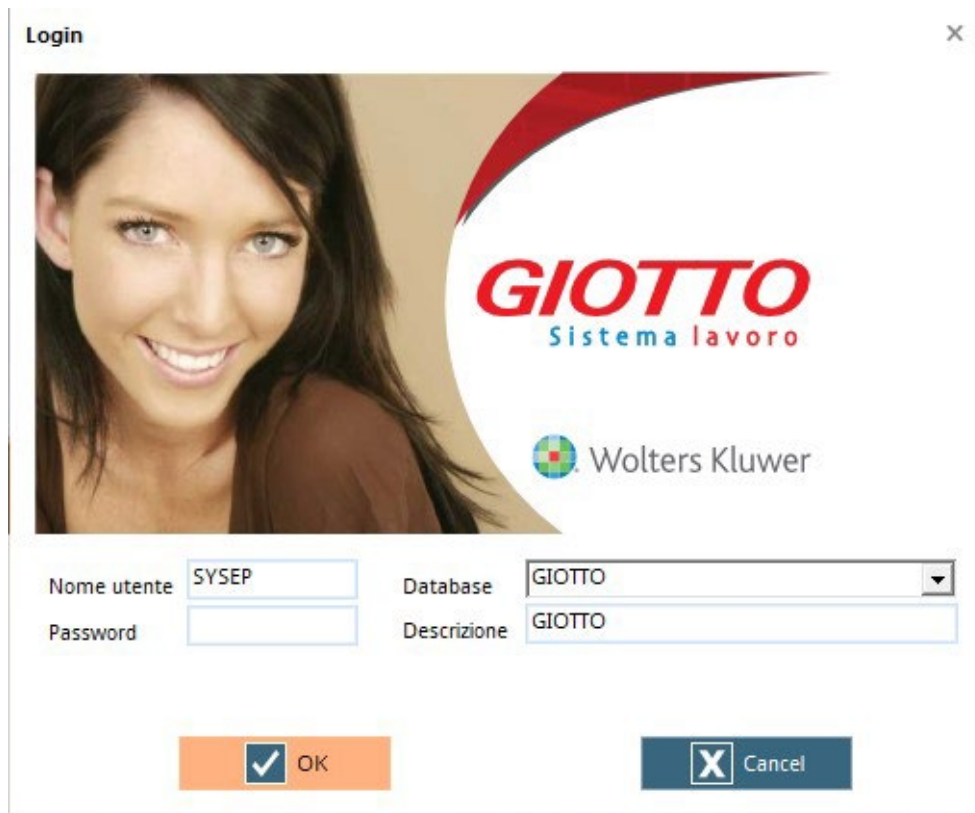 Login
GIOTTO
Sistema lavoro
Wolters Kluwer
Nome utente SYSEP Database GIOTTO
Password Descrizione GIOTTO
OK Cancel